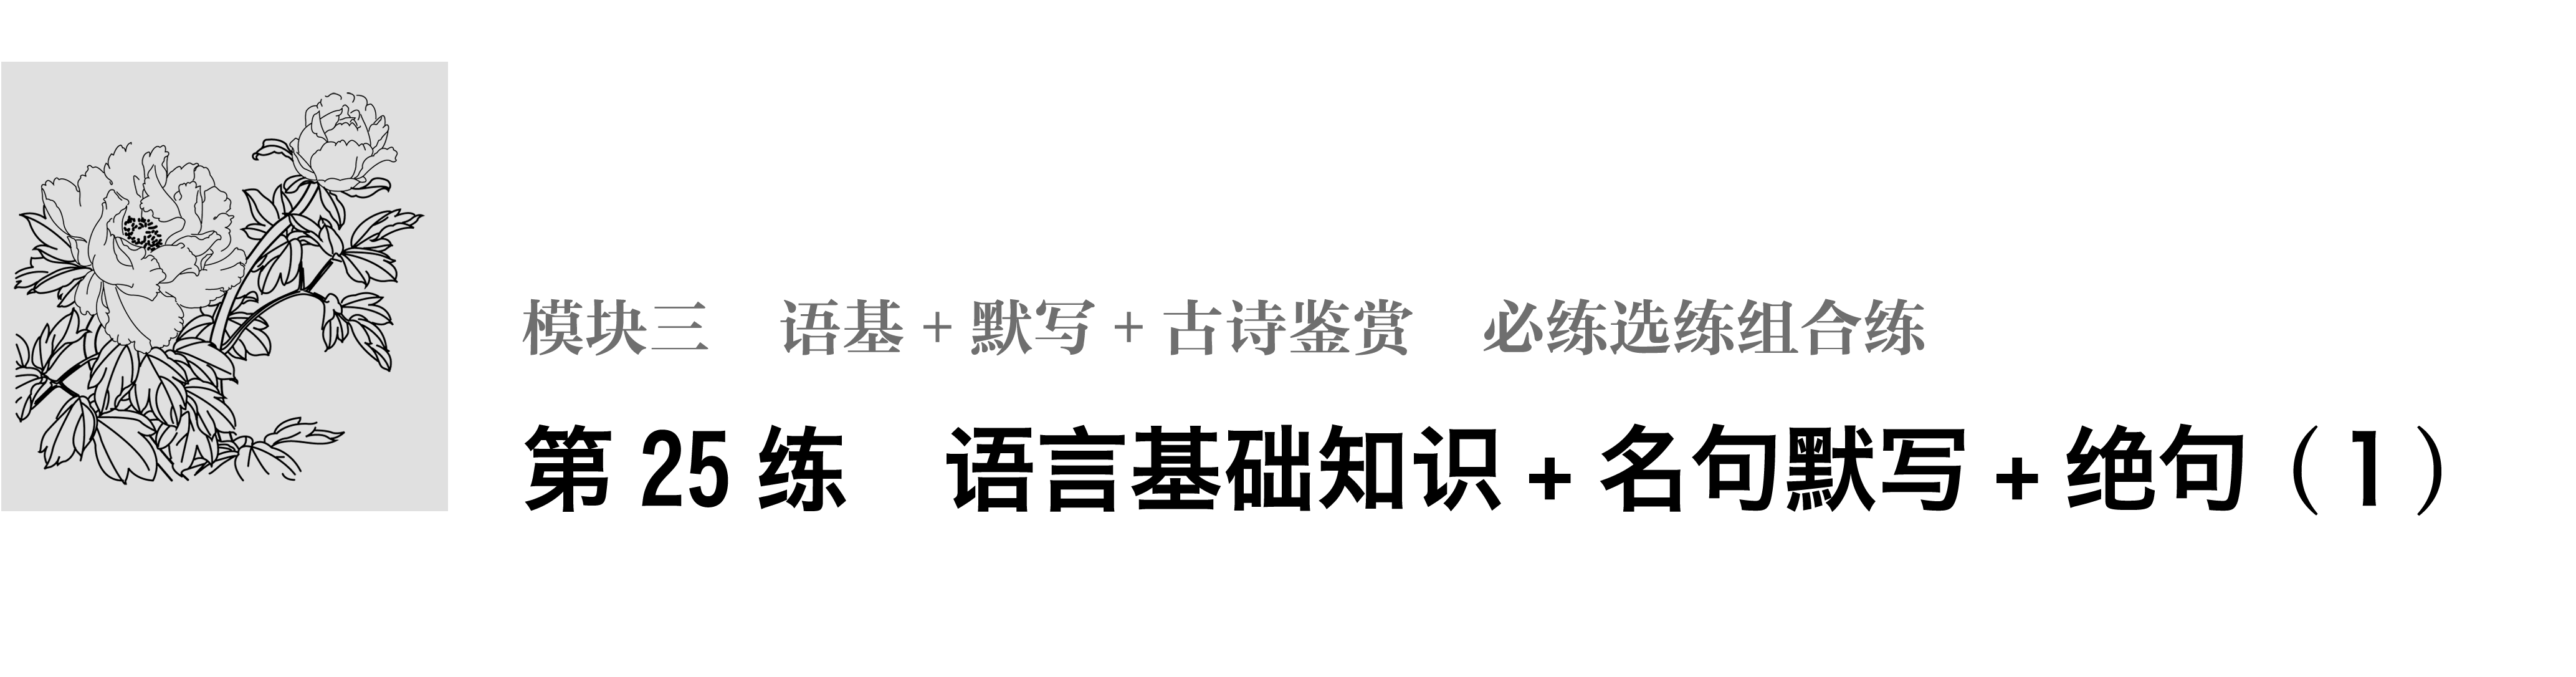 模块三　语基 + 默写 + 古诗鉴赏　必练选练组合练
第 25 练　语言基础知识 + 名句默写 + 绝句（1）